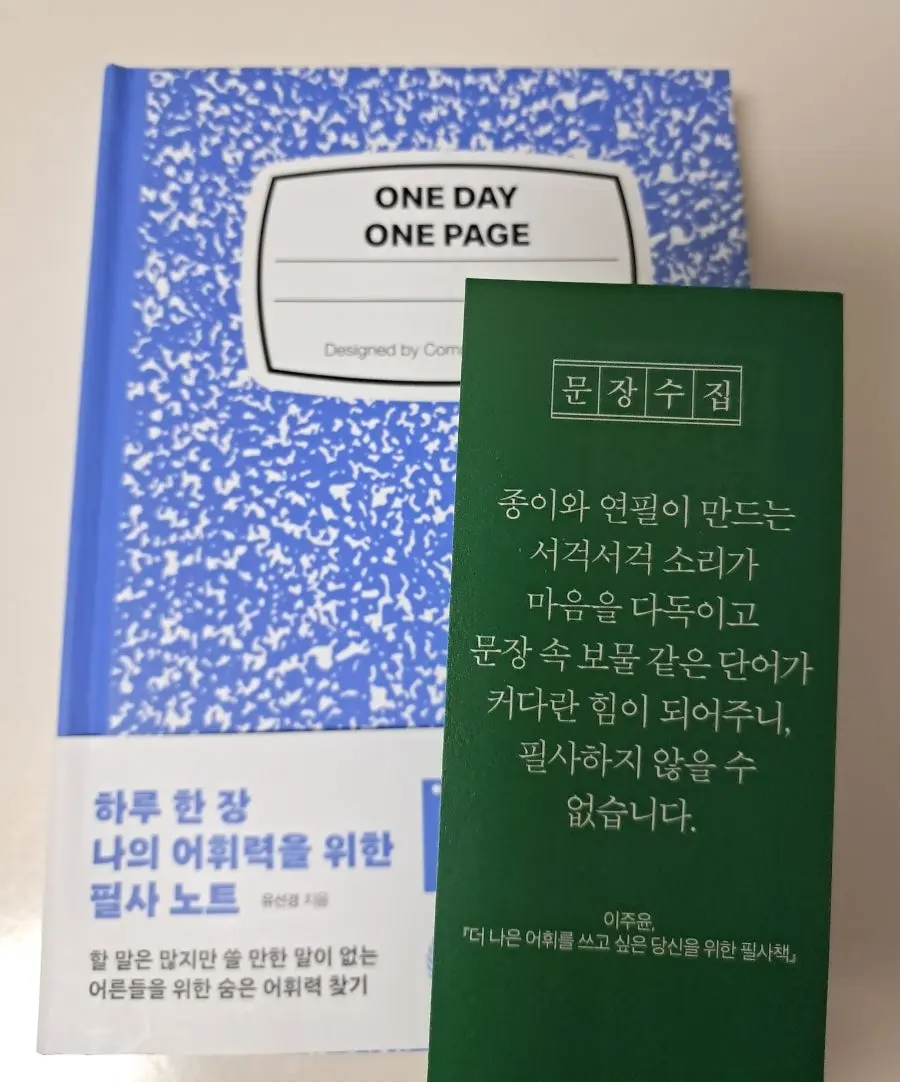 ONE DAY
ONE PAGE
Designed by
하루 한 장
나의 어휘력을 위한
필사 노트 유선경 지음
할 말은 많지만 쓸 만한 말이 없는
어른들을 위한 숨은 어휘력 찾기
문장수집
종이와 연필이 만드는
서걱서걱 소리가
마음을 다독이고
문장 속 보물 같은 단어가
커다란 힘이 되어주니,
필사하지 않을 수
없습니다.
이주윤,
『더 나은 어휘를 쓰고 싶은 당신을 위한 필사책』